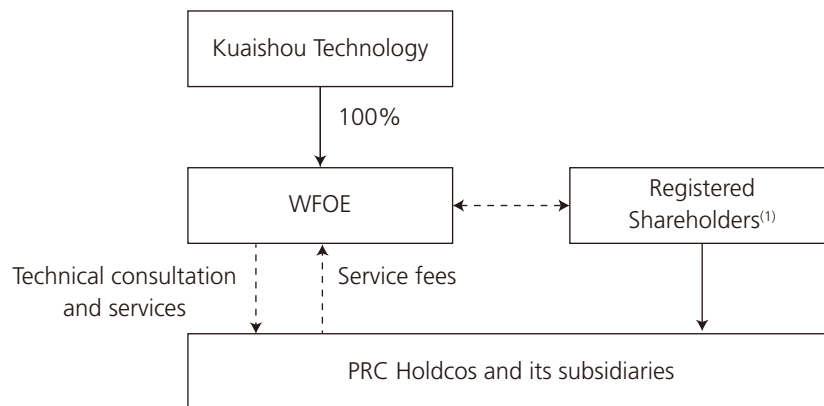 Kuaishou Technology
100%
WFOE
Registered
Shareholders(1)
Technical consultation
and services
Service fees
PRC Holdcos and its subsidiaries